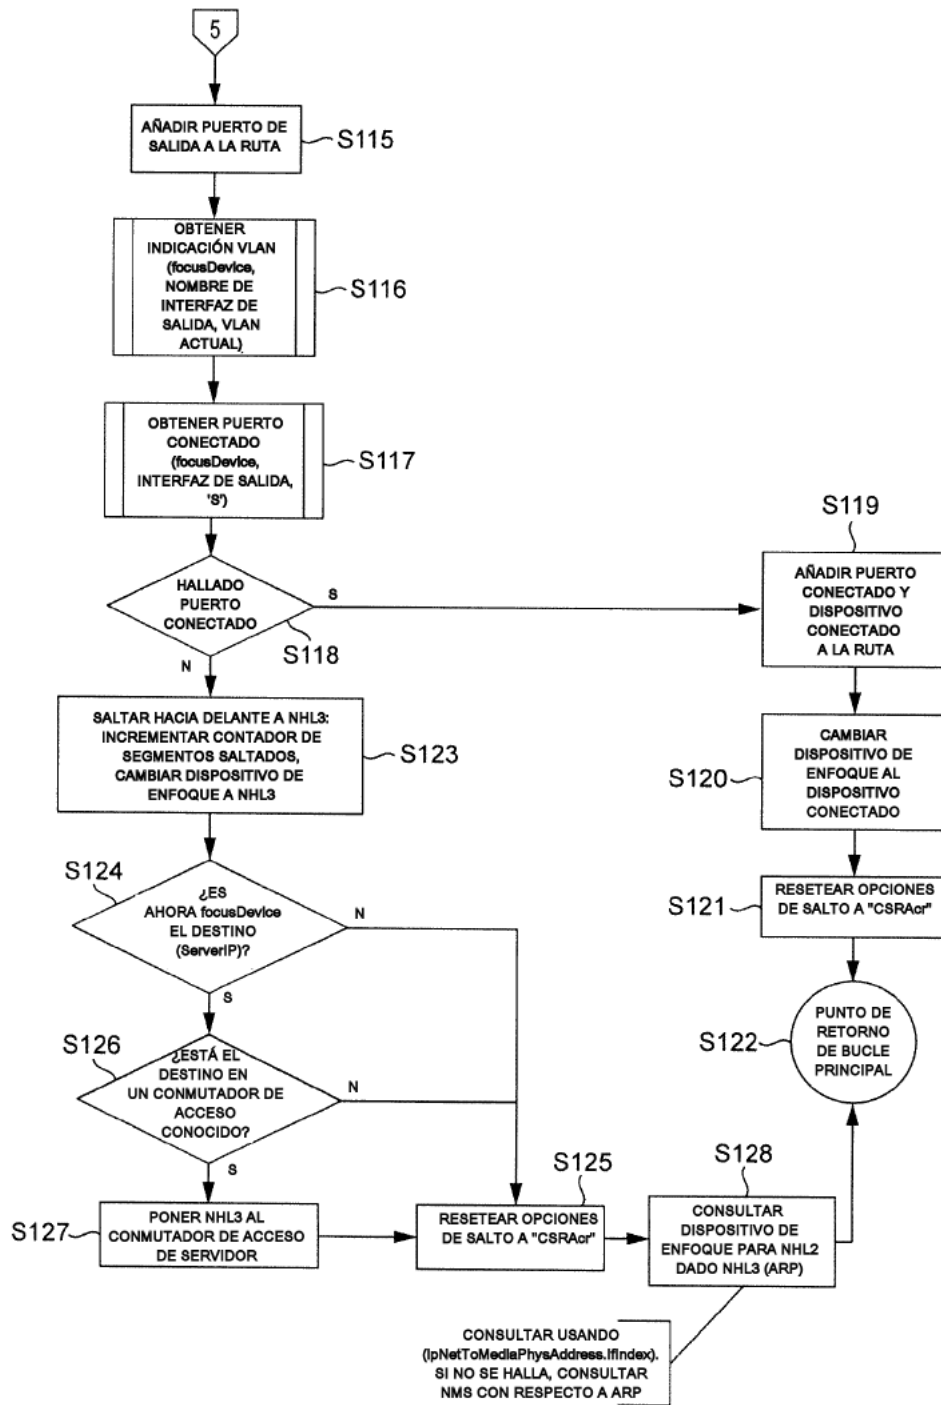 5
AÑADIR PUERTO DE
SALIDA A LA RUTA
S115
OBTENER
INDICACIÓN VLAN
(focusDevice,
NOMBRE DE
INTERFAZ DE
SALIDA, VLAN
ACTUAL)
S116
OBTENER PUERTO
CONECTADO
(focusDevice,
INTERFAZ DE SALIDA,
'S')
S117
HALLADO
PUERTO
CONECTADO
S
S118
N
S119
AÑADIR PUERTO
CONECTADO Y
DISPOSITIVO
CONECTADO
A LA RUTA
SALTAR HACIA DELANTE A NHL3:
INCREMENTAR CONTADOR DE
SEGMENTOS SALTADOS,
CAMBIAR DISPOSITIVO DE
ENFOQUE A NHL3
S123
CAMBIAR
DISPOSITIVO DE
ENFOQUE AL
DISPOSITIVO
CONECTADO
S120
S124
¿ES
AHORA focusDevice
EL DESTINO
(ServerIP)?
N
S
RESETEAR OPCIONES
DE SALTO A "CSRAcr"
S121
PUNTO DE
RETORNO
DE BUCLE
PRINCIPAL
S122
S126
¿ESTÁ EL
DESTINO EN
UN CONMUTADOR DE
ACCESO
CONOCIDO?
N
S
S127
PONER NHL3 AL
CONMUTADOR DE ACCESO
DE SERVIDOR
S125
RESETEAR OPCIONES
DE SALTO A "CSRAcr"
S128
CONSULTAR
DISPOSITIVO DE
ENFOQUE PARA NHL2
DADO NHL3 (ARP)
CONSULTAR USANDO
(ipNetToMediaPhysAddress.ifIndex).
SI NO SE HALLA, CONSULTAR
NMS CON RESPECTO A ARP